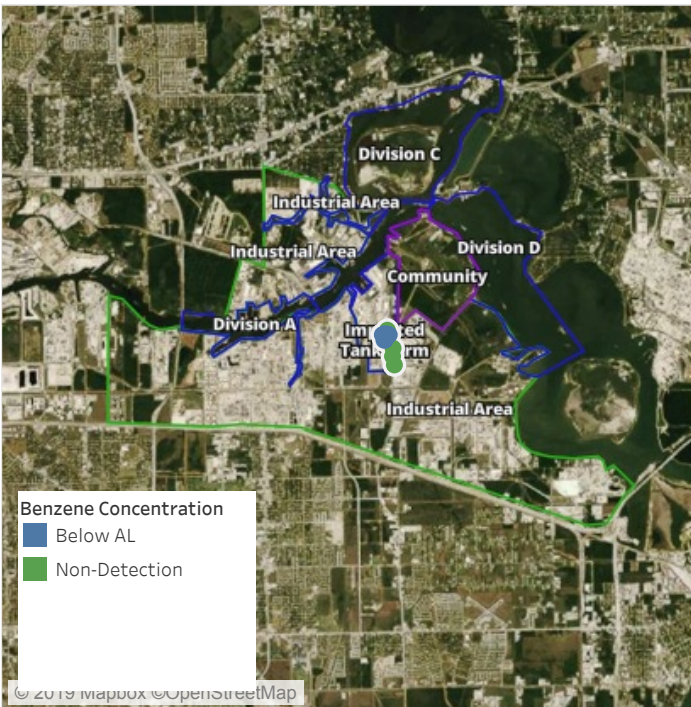 Division C
Industrial Area
Division D
Industrial Area
Community
Division A
Tank
Industrial Area
Benzene Concentration
Below AL
Non-Detection
© 2019 Mapbox ©OpenStreetMap